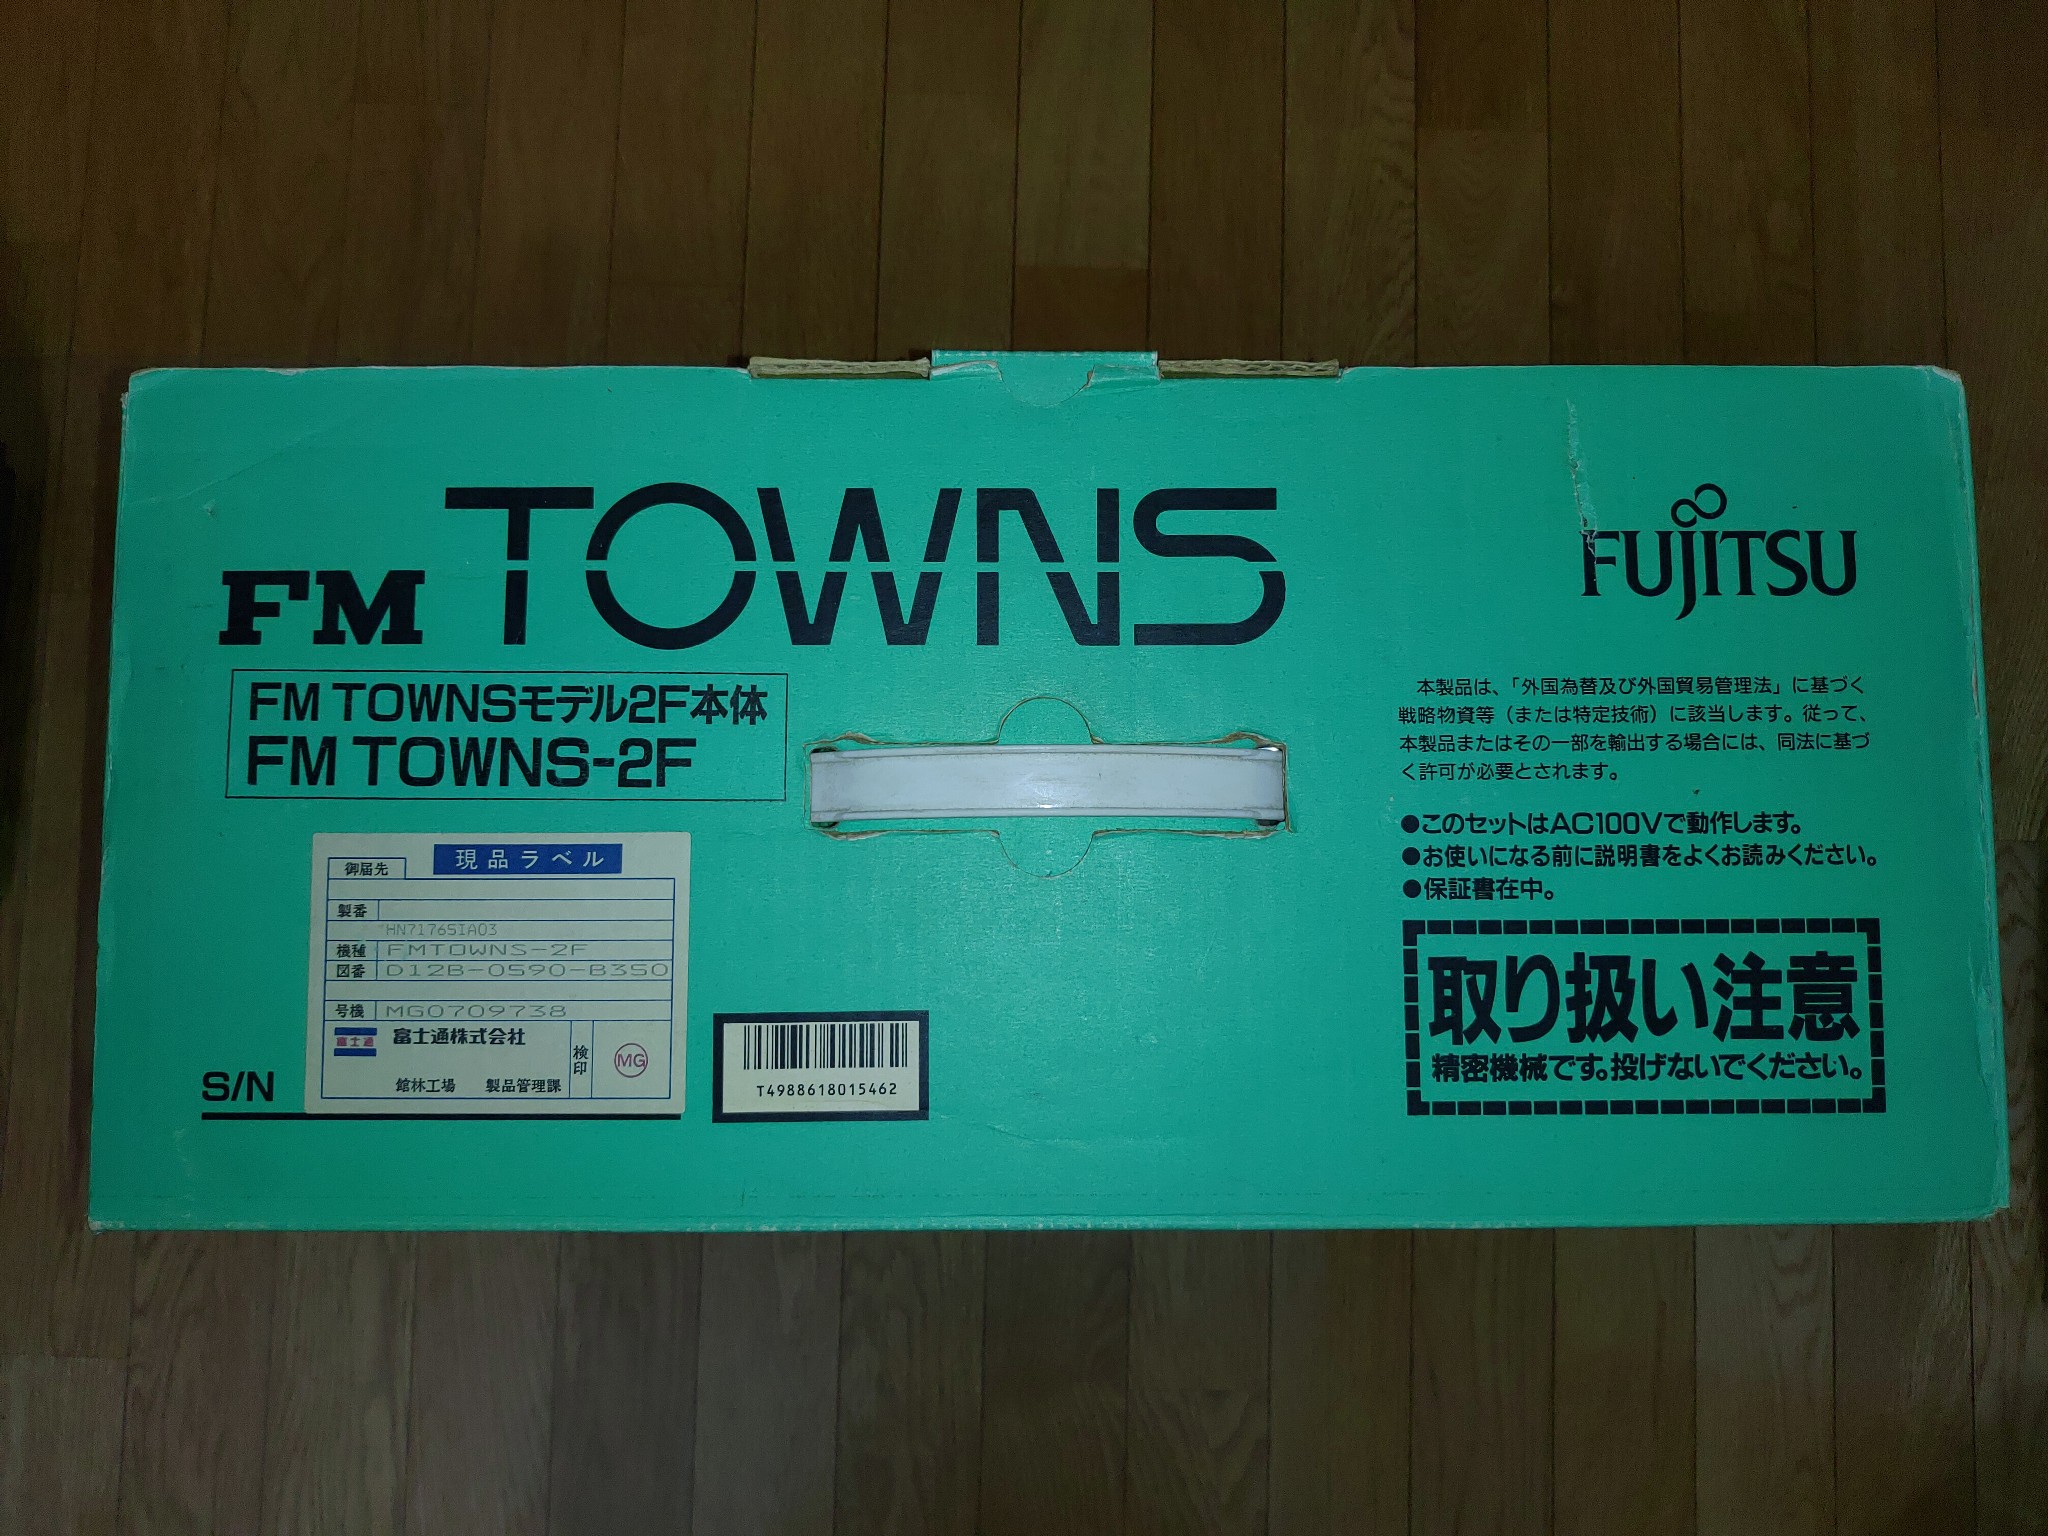 FM TOWNS
FUJITSU
FM TOWNSモデル2F本体
FM TOWNS-2F
本製品は、「外国為替及び外国貿易管理法」に基づく
戦略物資等（または特定技術）に該当します。従って、
本製品またはその一部を輸出する場合には、同法に基づ
く許可が必要とされます。
●このセットはAC100Vで動作します。
●お使いになる前に説明書をよくお読みください。
●保証書在中。
取り扱い注意
精密機械です。投げないでください。
現品ラベル
御届先
製番
HN71765IA03
機種 FMTOWNS-2F
図番 D12B-0590-B350
号機 MG0709738
富士通 富士通株式会社
館林工場 製品管理課
検印
MG
S/N
T4988618015462